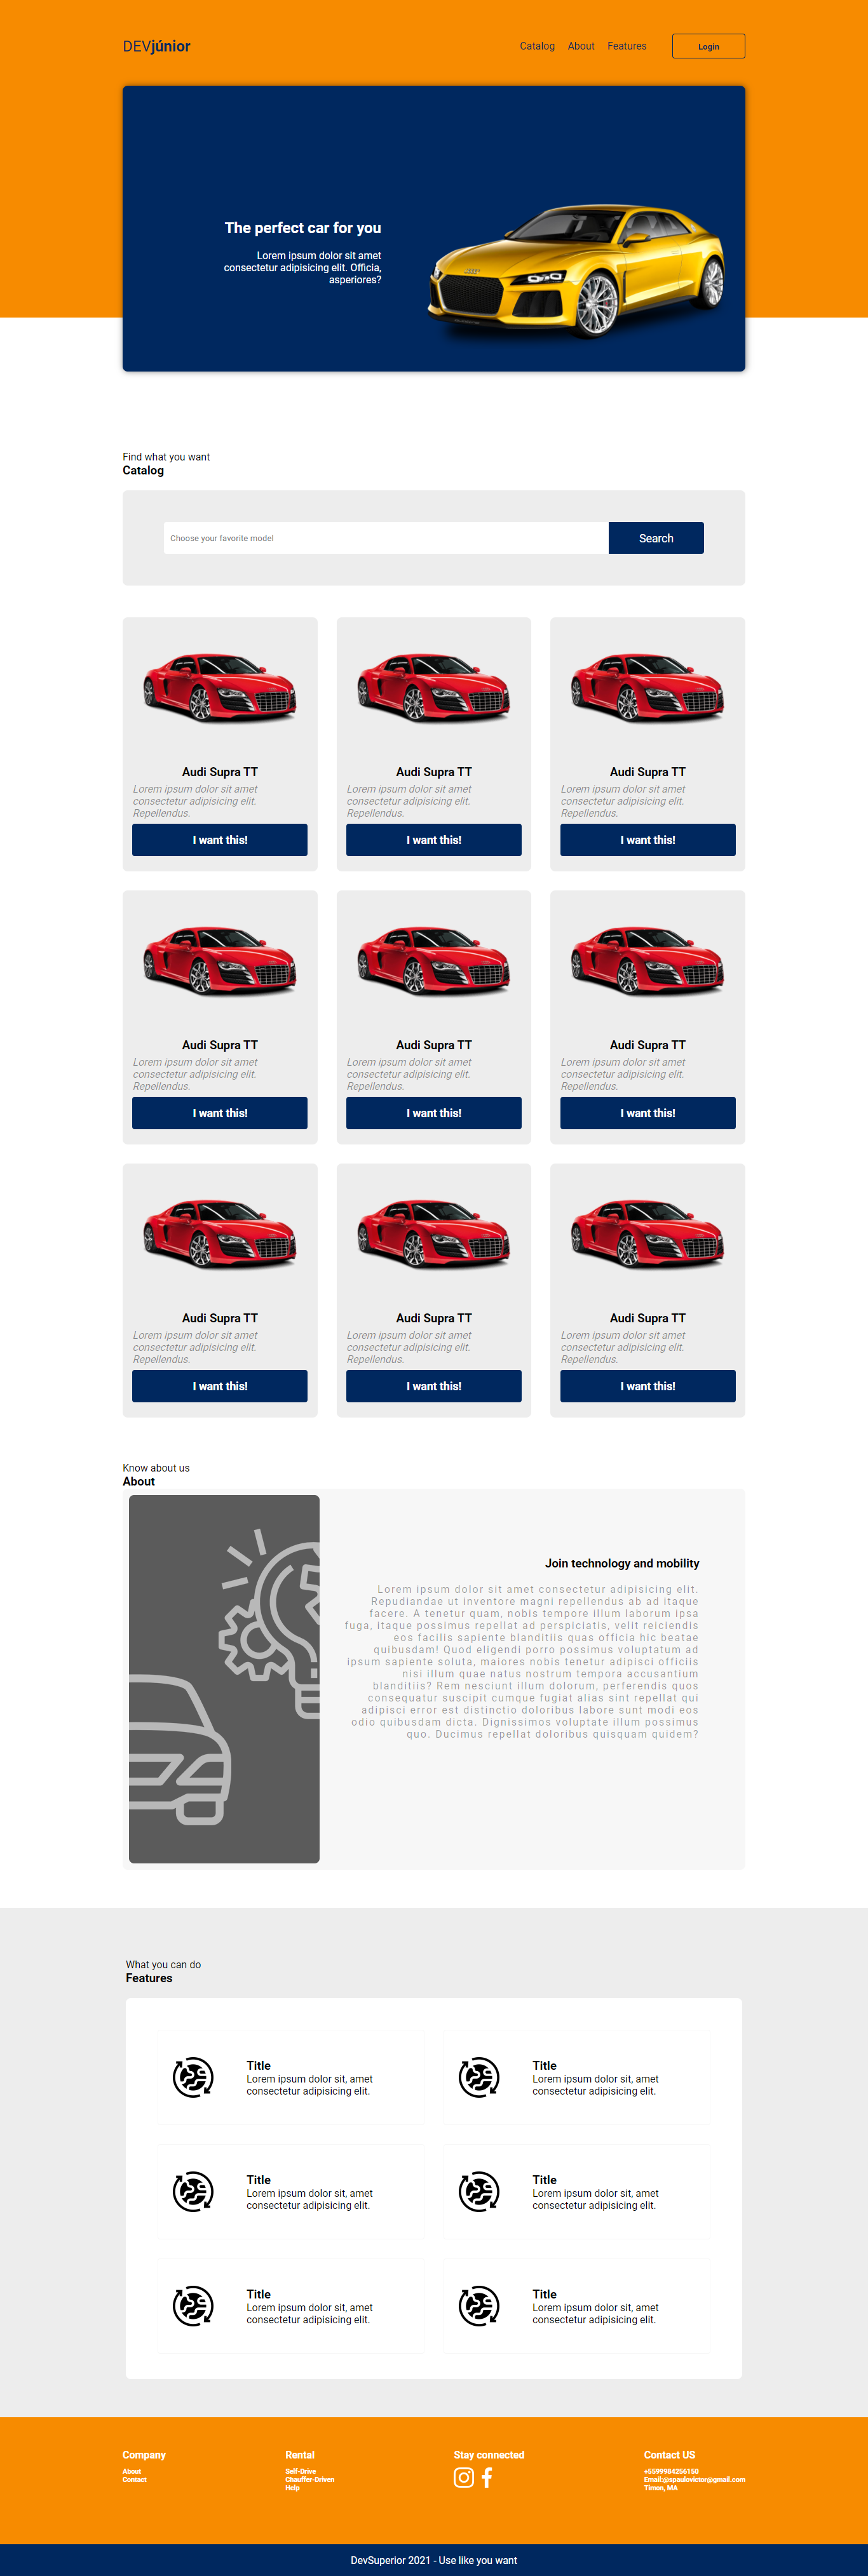 DEVjúnior
Catalog About Features Login
The perfect car for you
Lorem ipsum dolor sit amet
consectetur adipisicing elit. Officia,
asperiores?
Find what you want
Catalog
Choose your favorite model Search
Audi Supra TT Audi Supra TT Audi Supra TT
Lorem ipsum dolor sit amet Lorem ipsum dolor sit amet Lorem ipsum dolor sit amet
consectetur adipisicing elit. consectetur adipisicing elit. consectetur adipisicing elit.
Repellendus. Repellendus. Repellendus.
I want this! I want this! I want this!
Audi Supra TT Audi Supra TT Audi Supra TT
Lorem ipsum dolor sit amet Lorem ipsum dolor sit amet Lorem ipsum dolor sit amet
consectetur adipisicing elit. consectetur adipisicing elit. consectetur adipisicing elit.
Repellendus. Repellendus. Repellendus.
I want this! I want this! I want this!
Audi Supra TT Audi Supra TT Audi Supra TT
Lorem ipsum dolor sit amet Lorem ipsum dolor sit amet Lorem ipsum dolor sit amet
consectetur adipisicing elit. consectetur adipisicing elit. consectetur adipisicing elit.
Repellendus. Repellendus. Repellendus.
I want this! I want this! I want this!
Know about us
About
Join technology and mobility
Lorem ipsum dolor sit amet consectetur adipisicing elit.
Repudiandae ut inventore magni repellendus ab ad itaque
facere. A tenetur quam, nobis tempore illum laborum ipsa
fuga, itaque possimus repellat ad perspiciatis, velit reiciendis
eos facilis sapiente blanditiis quas officia hic beatae
quibusdam! Quod eligendi porro possimus voluptatum ad
ipsum sapiente soluta, maiores nobis tenetur adipisci officiis
nisi illum quae natus nostrum tempora accusantium
blanditiis? Rem nesciunt illum dolorum, perferendis quos
consequatur suscipit cumque fugiat alias sint repellat qui
adipisci error est distinctio doloribus labore sunt modi eos
odio quibusdam dicta. Dignissimos voluptate illum possimus
quo. Ducimus repellat doloribus quisquam quidem?
What you can do
Features
Title Title
Lorem ipsum dolor sit, amet Lorem ipsum dolor sit, amet
consectetur adipisicing elit. consectetur adipisicing elit.
Title Title
Lorem ipsum dolor sit, amet Lorem ipsum dolor sit, amet
consectetur adipisicing elit. consectetur adipisicing elit.
Title Title
Lorem ipsum dolor sit, amet Lorem ipsum dolor sit, amet
consectetur adipisicing elit. consectetur adipisicing elit.
Company
About
Contact
Rental
Self-Drive
Chauffer-Driven
Help
Stay connected
Contact US
+5599984256150
Email:@spaulovictor@gmail.com
Timon, MA
DevSuperior 2021 - Use like you want